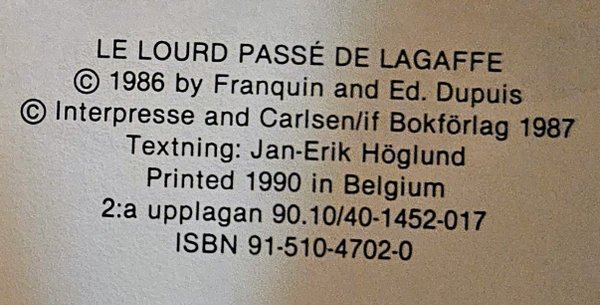 LE LOURD PASSÉ DE LAGAFFE
© 1986 by Franquin and Ed. Dupuis
© Interpresse and Carlsen/if Bokförlag 1987
Textning: Jan-Erik Höglund
Printed 1990 in Belgium
2:a upplagan 90.10/40-1452-017
ISBN 91-510-4702-0